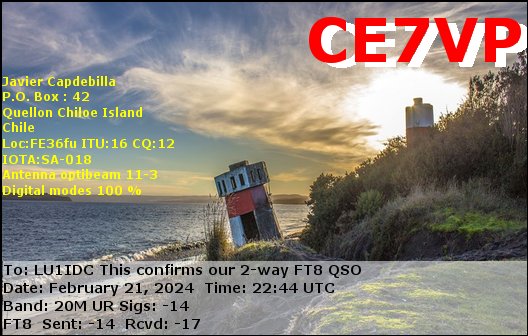 CE7VP
Javier Capdebilla
P.O. Box : 42
Quellon Chiloe Island
Chile
Loc:FE36fu ITU:16 CQ:12
IOTA:SA-018
Antenna optibeam 11-3
Digital modes 100 %
To: LU1IDC This confirms our 2-way FT8 QSO
Date: February 21, 2024 Time: 22:44 UTC
Band: 20M UR Sigs: -14
FT8 Sent: -14 Rcvd: -17